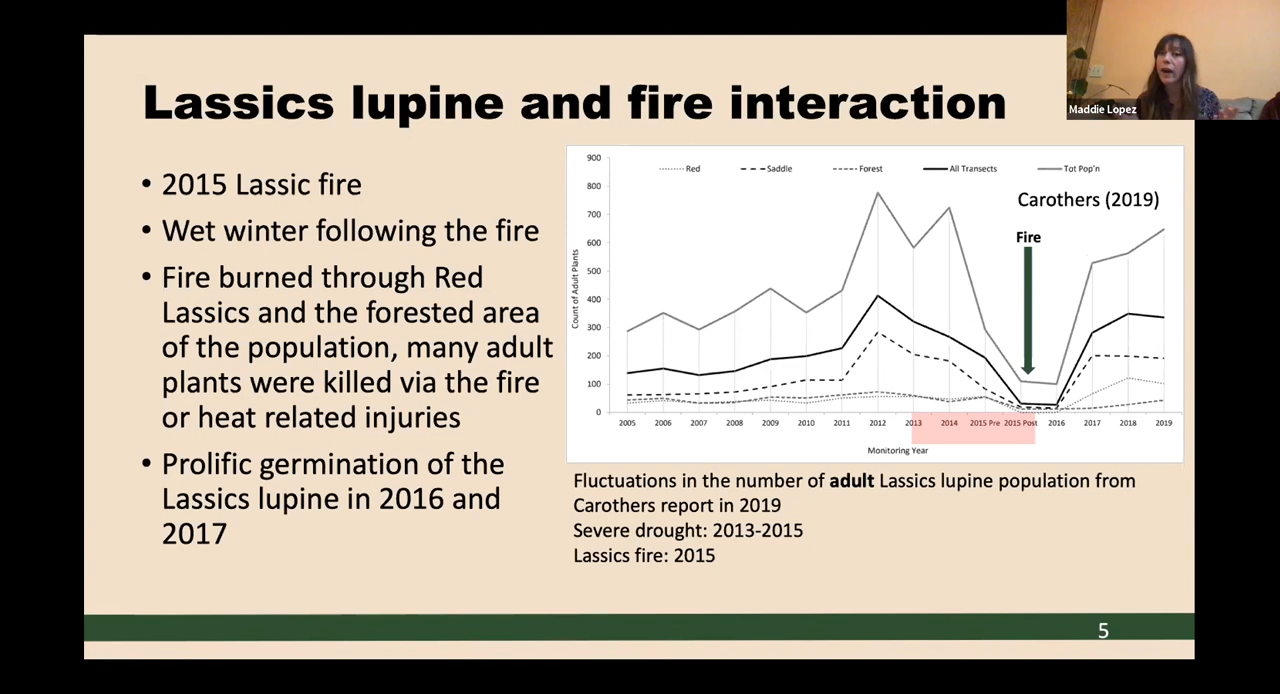 Lassics lupine and fire interaction
Maddie Lopez
• 2015 Lassic fire
• Wet winter following the fire
• Fire burned through Red
Lassics and the forested area
of the population, many adult
plants were killed via the fire
or heat related injuries
• Prolific germination of the
Lassics lupine in 2016 and
2017
900
800
700
600
500
400
300
200
100
0
Count of Adult Plants
Red Saddle Forest All Transects Tot Pop'n
Carothers (2019)
Fire
2005 2006 2007 2008 2009 2010 2011 2012 2013 2014 2015 Pre 2015 Post 2016 2017 2018 2019
Monitoring Year
Fluctuations in the number of adult Lassics lupine population from
Carothers report in 2019
Severe drought: 2013-2015
Lassics fire: 2015
5